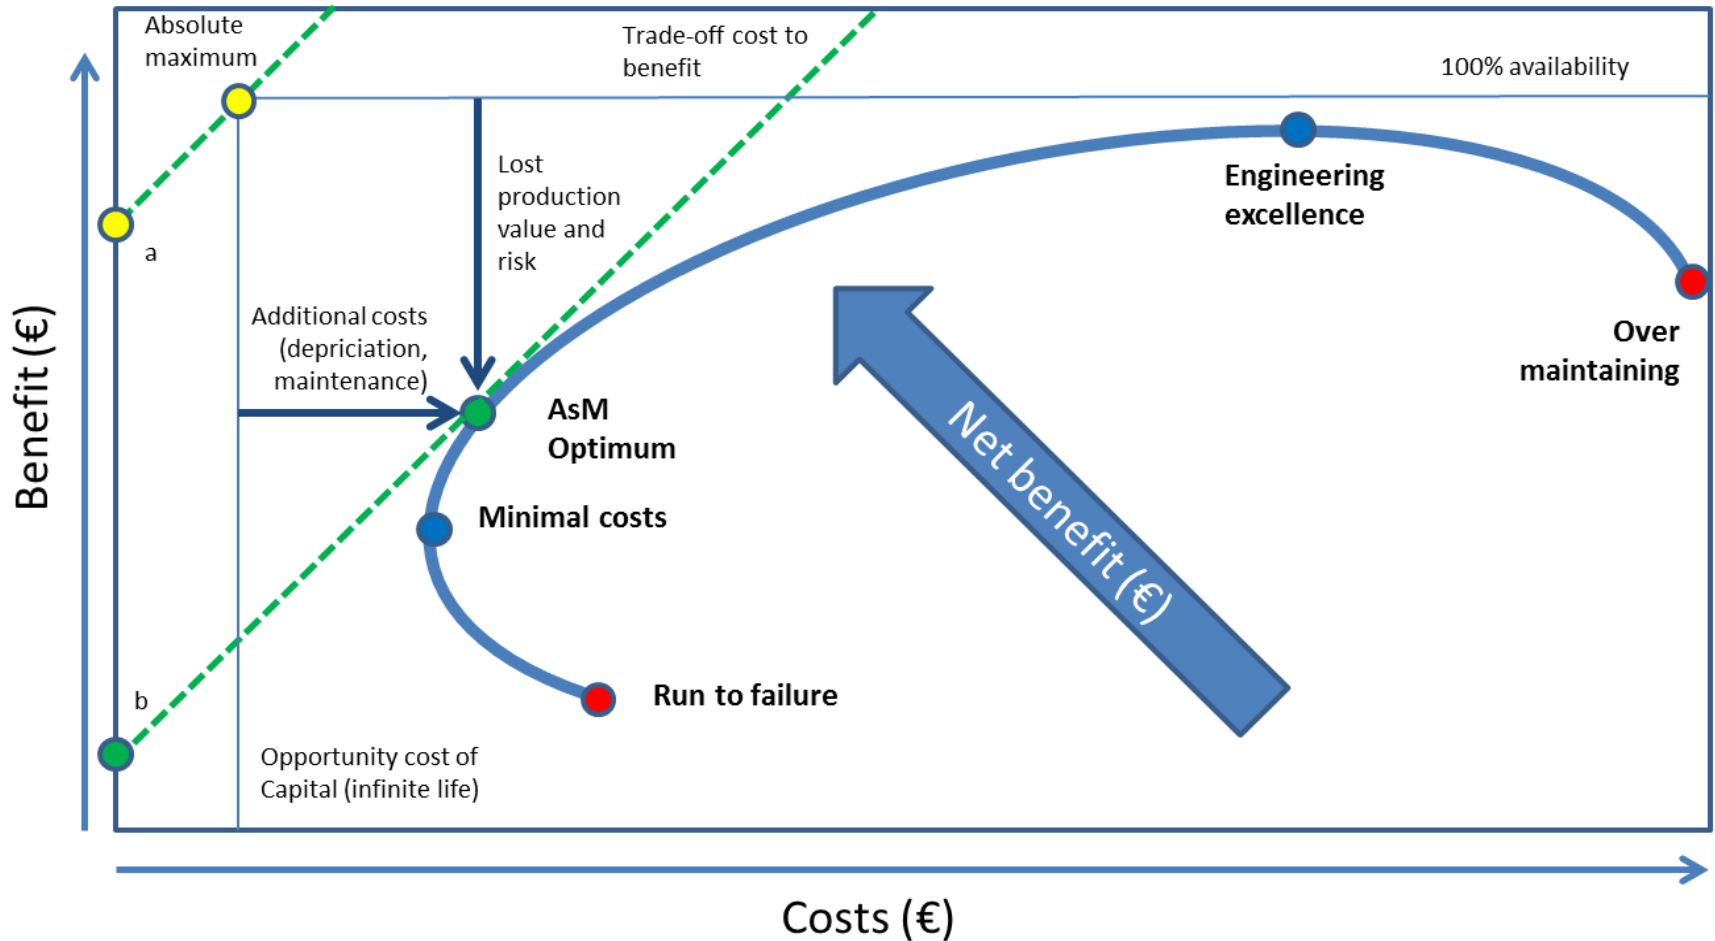 Absolute
maximum
Trade-off cost to
benefit
100% availability
Lost
production
value and
risk
Engineering
excellence
a
Additional costs
(depriciation,
maintenance)
Over
maintaining
AsM
Optimum
Net benefit (€)
Minimal costs
Run to failure
b
Opportunity cost of
Capital (infinite life)
Benefit (€)
Costs (€)